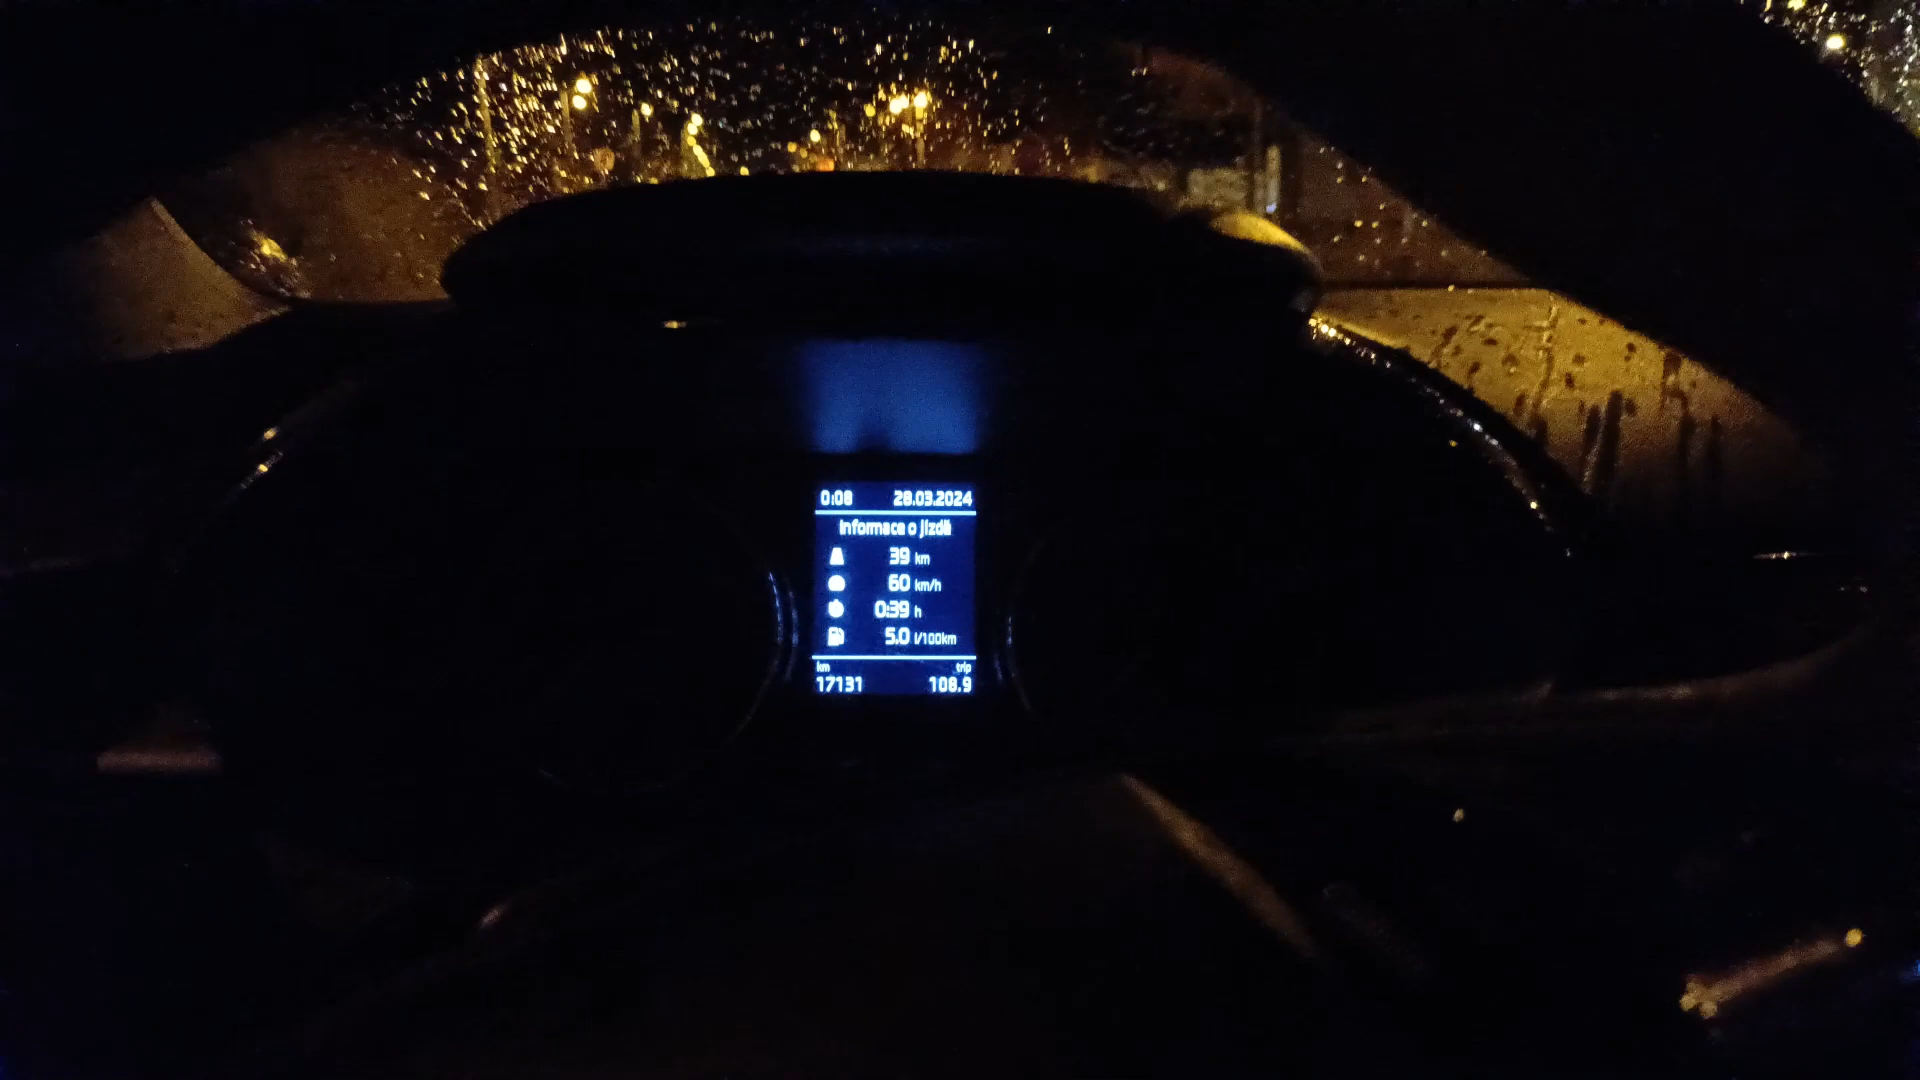 0:08 28.03.2024
Informace o jízdě
39 km
60 km/h
0:39 h
5.0 l/100km
km trip
17131 108.9